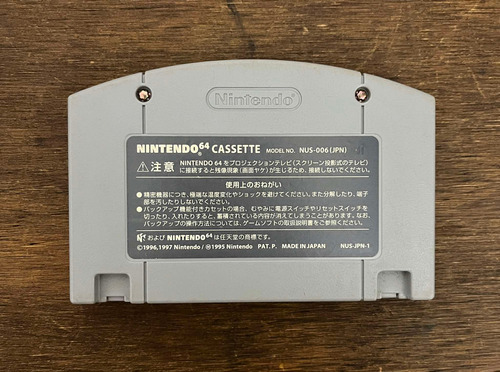 Nintendo
NINTENDO64 CASSETTE MODEL NO. NUS-006(JPN)
⚠注意 NINTENDO 64 をプロジェクションテレビ(スクリーン投影式のテレビ)
に接続すると残像現象(画面ヤケ)が生じるため、接続しないでください。
使用上のおねがい
●精密機器につき、極端な温度変化やショックを避けてください。また分解したり、端子
部を汚したりしないでください。
●バックアップ機能付きカセットの場合、むやみに電源スイッチやリセットスイッチを
切ったり、入れたりすると、蓄積されている内容が消えてしまうことがあります。なお、
バックアップの操作方法については、ゲームソフトの取扱説明書をご参照ください。
および NINTENDO64 は任天堂の商標です。
©1996,1997 Nintendo/Ⓜ1995 Nintendo PAT. P. MADE IN JAPAN NUS-JPN-1